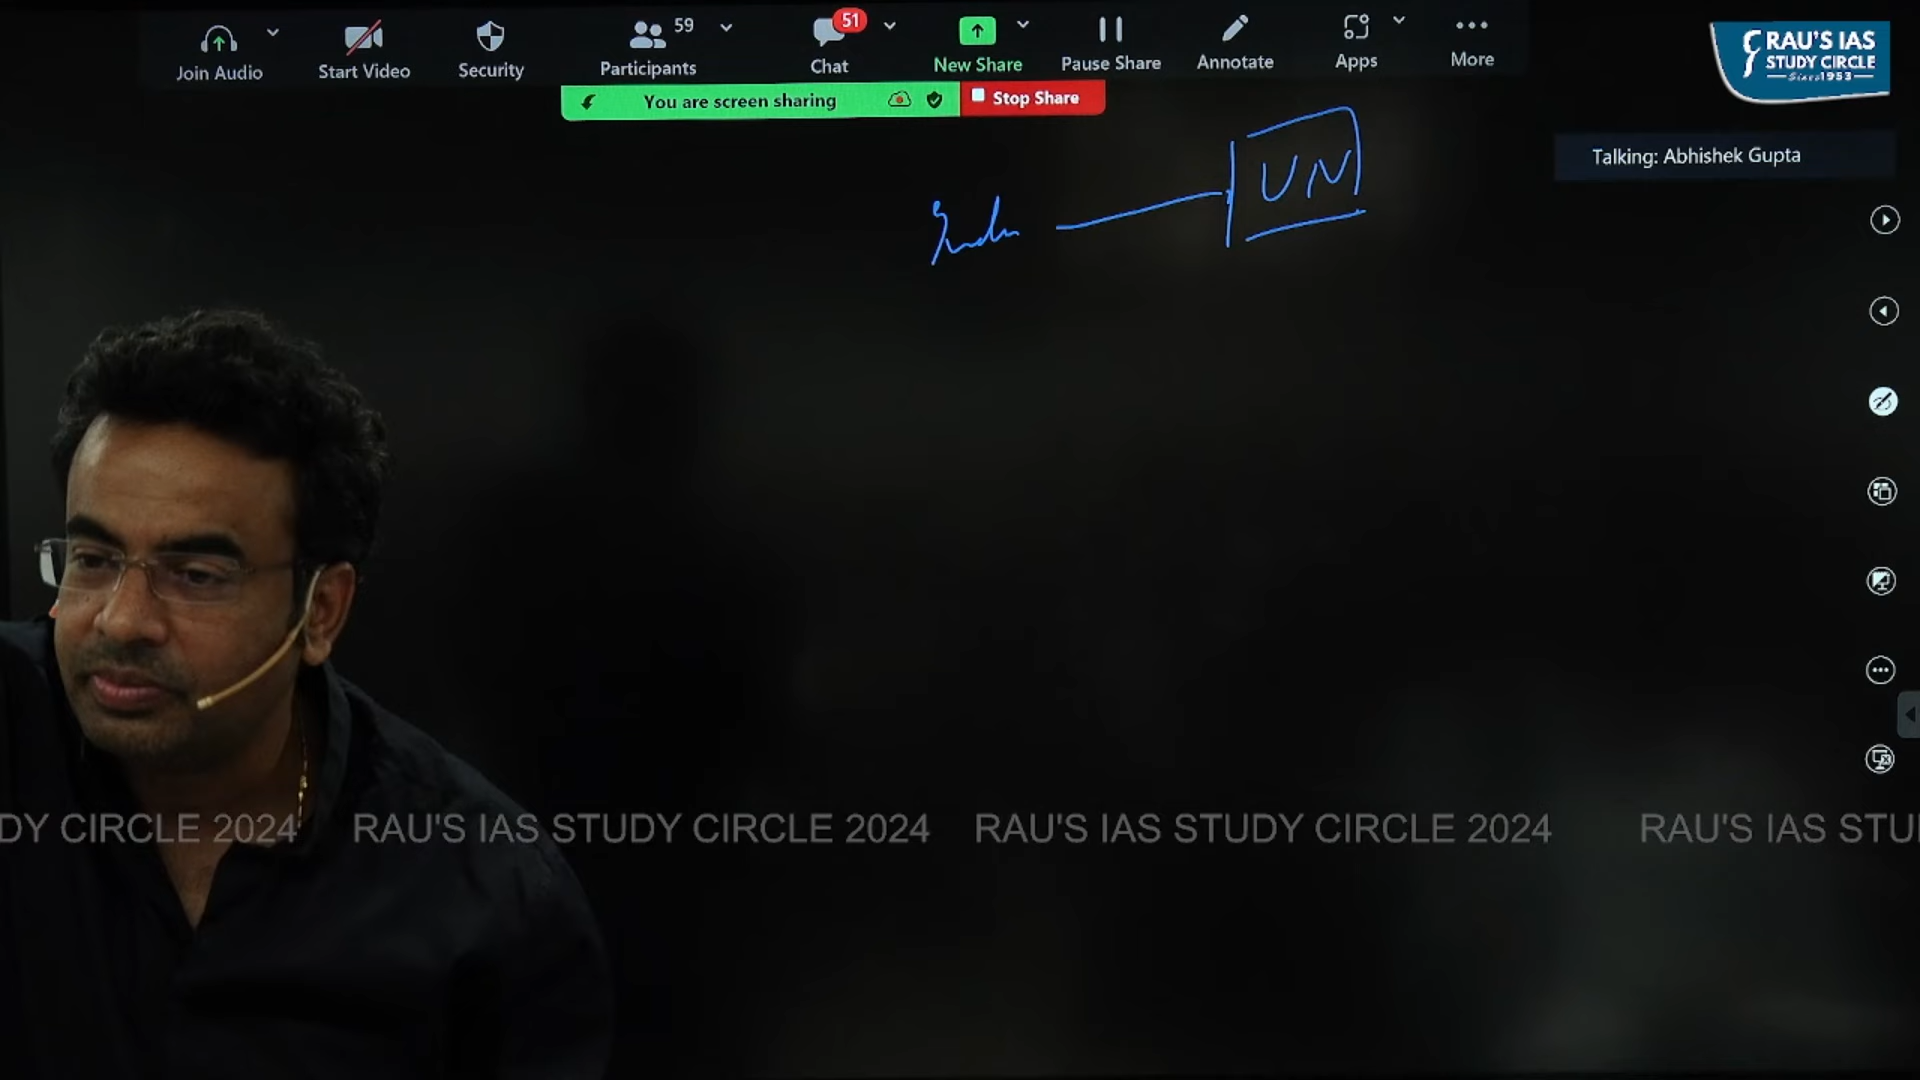 59
51
Join Audio
Start Video
Security
Participants
Chat
New Share
Pause Share
Annotate
Apps
More
RAU'S IAS
STUDY CIRCLE
Since 1953
You are screen sharing
Stop Share
Talking: Abhishek Gupta
UN
DY CIRCLE 2024 RAU'S IAS STUDY CIRCLE 2024 RAU'S IAS STUDY CIRCLE 2024 RAU'S IAS STU